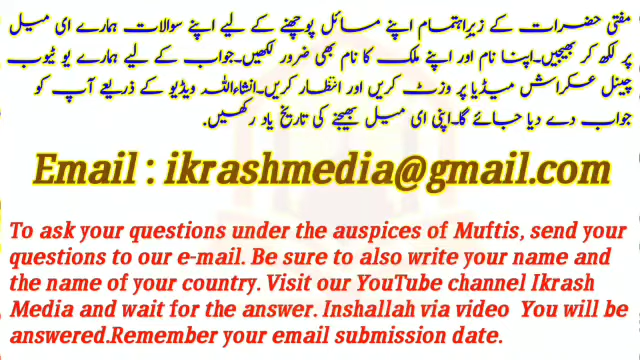 مفتی حضرات کے زیرِاہتمام اپنے مسائل پوچھنے کے لیے اپنے سوالات ہمارے ای میل
پر لکھ کر بھیجیں۔اپنا نام اور اپنے ملک کا نام بھی ضرور لکھیں۔جواب کے لیے ہمارے یو ٹیوب
چینل عکراش میڈیا پر وزٹ کریں اور انتظار کریں۔انشاءاللہ ویڈیو کے ذریعے آپ کو
جواب دے دیا جائے گا۔اپنی ای میل بھیجنے کی تاریخ یاد رکھیں.
Email : ikrashmedia@gmail.com
To ask your questions under the auspices of Muftis, send your
questions to our e-mail. Be sure to also write your name and
the name of your country. Visit our YouTube channel Ikrash
Media and wait for the answer. Inshallah via video You will be
answered.Remember your email submission date.